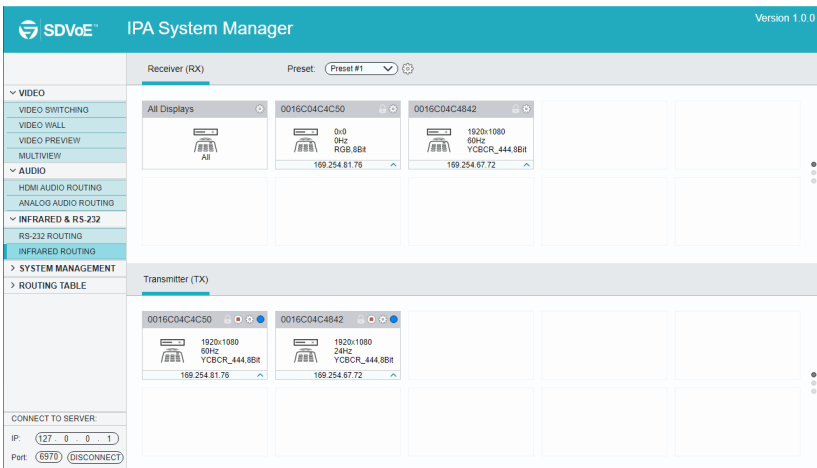 SDVoE™
IPA System Manager
Version 1.0.0
Receiver (RX)
Preset:
Preset #1
VIDEO
VIDEO SWITCHING
VIDEO WALL
VIDEO PREVIEW
MULTIVIEW
AUDIO
HDMI AUDIO ROUTING
ANALOG AUDIO ROUTING
INFRARED & RS-232
RS-232 ROUTING
INFRARED ROUTING
SYSTEM MANAGEMENT
ROUTING TABLE
All Displays
All
0016C04C4C50
0x0
0Hz
RGB,8Bit
169.254.81.76
0016C04C4842
1920x1080
60Hz
YCBCR_444,8Bit
169.254.67.72
Transmitter (TX)
0016C04C4C50
1920x1080
60Hz
YCBCR_444,8Bit
169.254.81.76
0016C04C4842
1920x1080
24Hz
YCBCR_444,8Bit
169.254.67.72
CONNECT TO SERVER:
IP: 127 . 0 . 0 . 1
Port: 6970 DISCONNECT